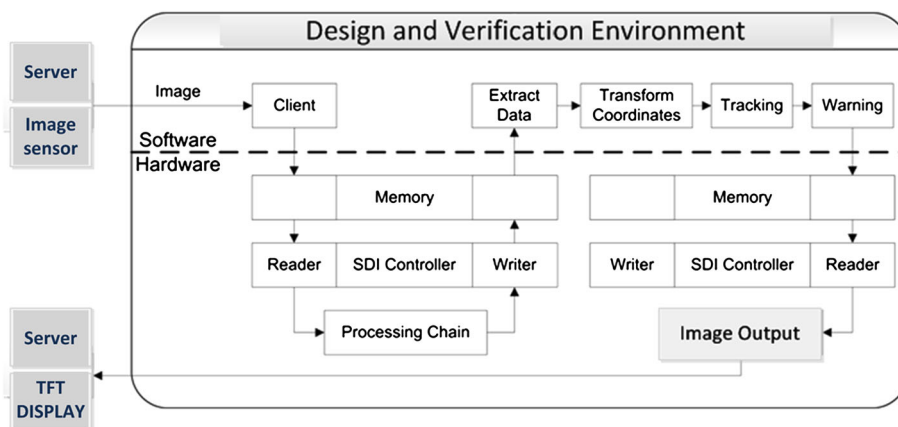 Design and Verification Environment
Server
Image
sensor
Image
Client
Extract
Data
Transform
Coordinates
Tracking
Warning
Software
Hardware
Memory
Memory
Reader
SDI Controller
Writer
Writer
SDI Controller
Reader
Processing Chain
Image Output
Server
TFT
DISPLAY